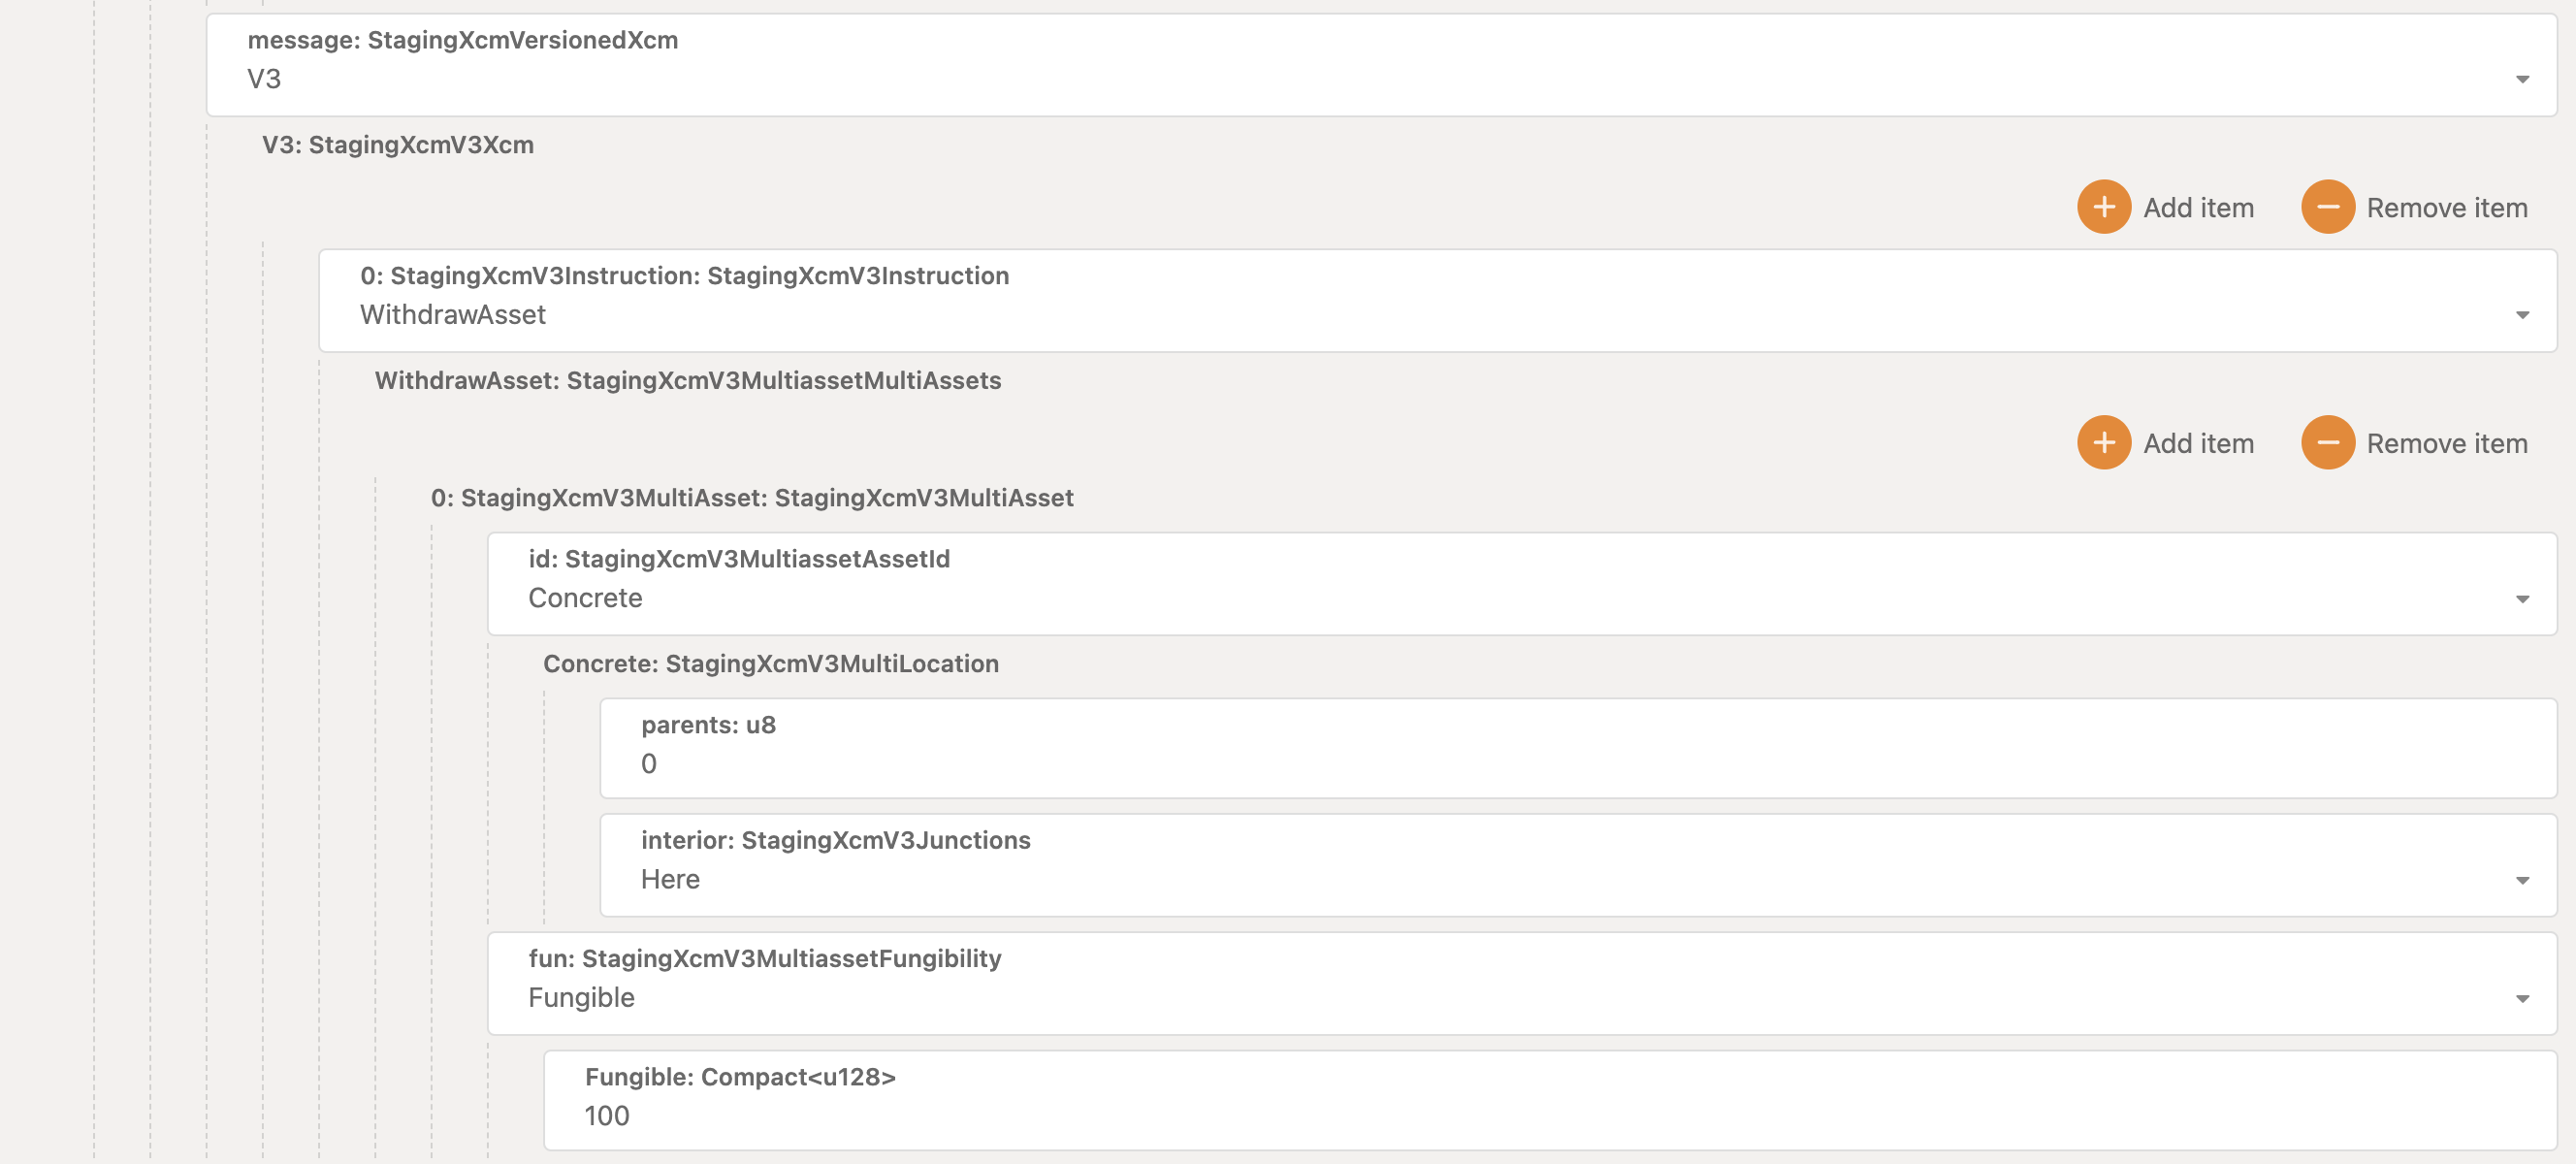 message: StagingXcmVersionedXcm
V3
V3: StagingXcmV3Xcm
Add item Remove item
0: StagingXcmV3Instruction: StagingXcmV3Instruction
WithdrawAsset
WithdrawAsset: StagingXcmV3MultiassetMultiAssets
Add item Remove item
0: StagingXcmV3MultiAsset: StagingXcmV3MultiAsset
id: StagingXcmV3MultiassetAssetId
Concrete
Concrete: StagingXcmV3MultiLocation
parents: u8
0
interior: StagingXcmV3Junctions
Here
fun: StagingXcmV3MultiassetFungibility
Fungible
Fungible: Compact<u128>
100